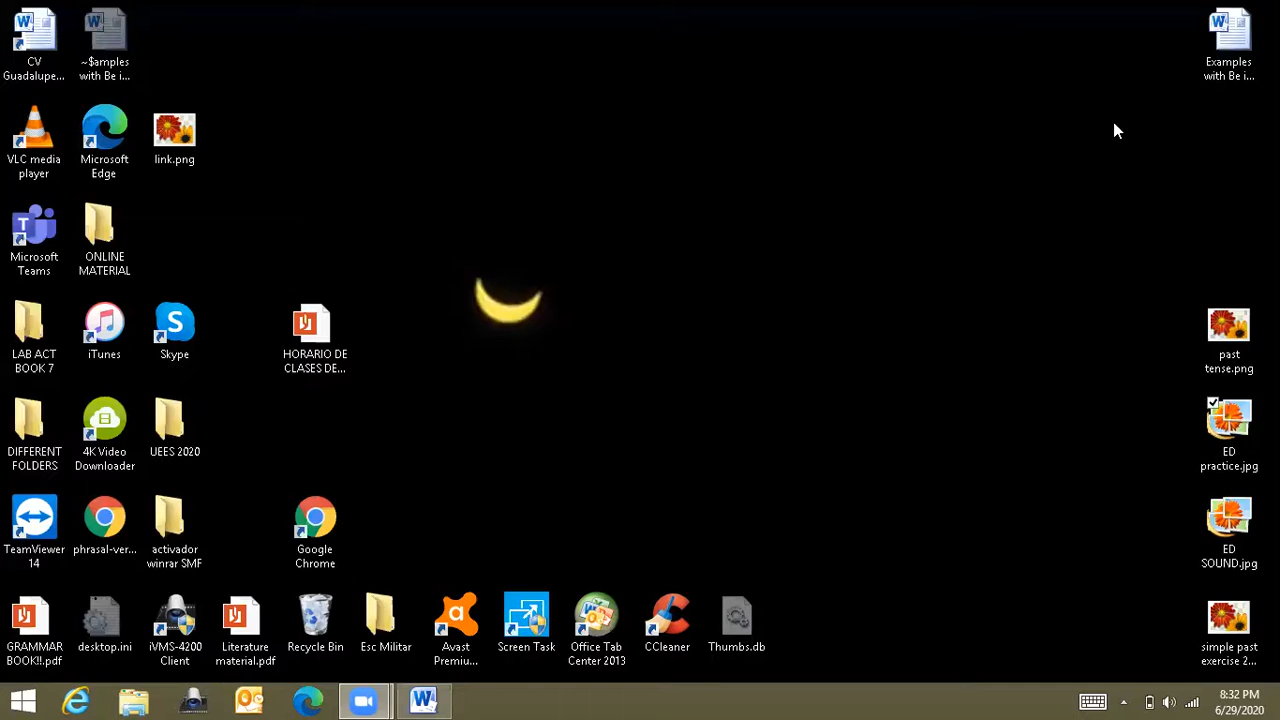 CV
Guadalupe...
~$amples
with Be i...
Examples
with Be i...
VLC media
player
Microsoft
Edge
link.png
Microsoft
Teams
ONLINE
MATERIAL
LAB ACT
BOOK 7
iTunes
Skype
HORARIO DE
CLASES DE...
past
tense.png
DIFFERENT
FOLDERS
4K Video
Downloader
UEES 2020
ED
practice.jpg
TeamViewer
14
phrasal-ver...
activador
winrar SMF
Google
Chrome
ED
SOUND.jpg
GRAMMAR
BOOK!!.pdf
desktop.ini
iVMS-4200
Client
Literature
material.pdf
Recycle Bin
Esc Militar
Avast
Premiu...
Screen Task
Office Tab
Center 2013
CCleaner
Thumbs.db
simple past
exercise 2...
8:32 PM
6/29/2020